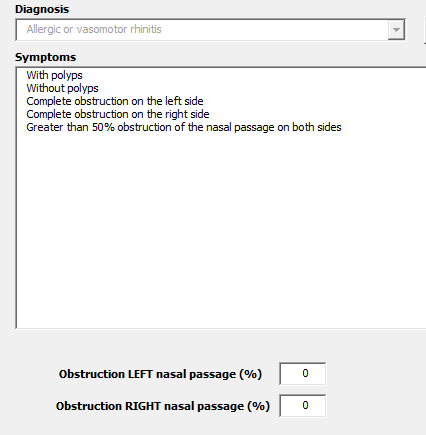 Diagnosis
Allergic or vasomotor rhinitis
Symptoms
With polyps
Without polyps
Complete obstruction on the left side
Complete obstruction on the right side
Greater than 50% obstruction of the nasal passage on both sides
Obstruction LEFT nasal passage (%) 0
Obstruction RIGHT nasal passage (%) 0